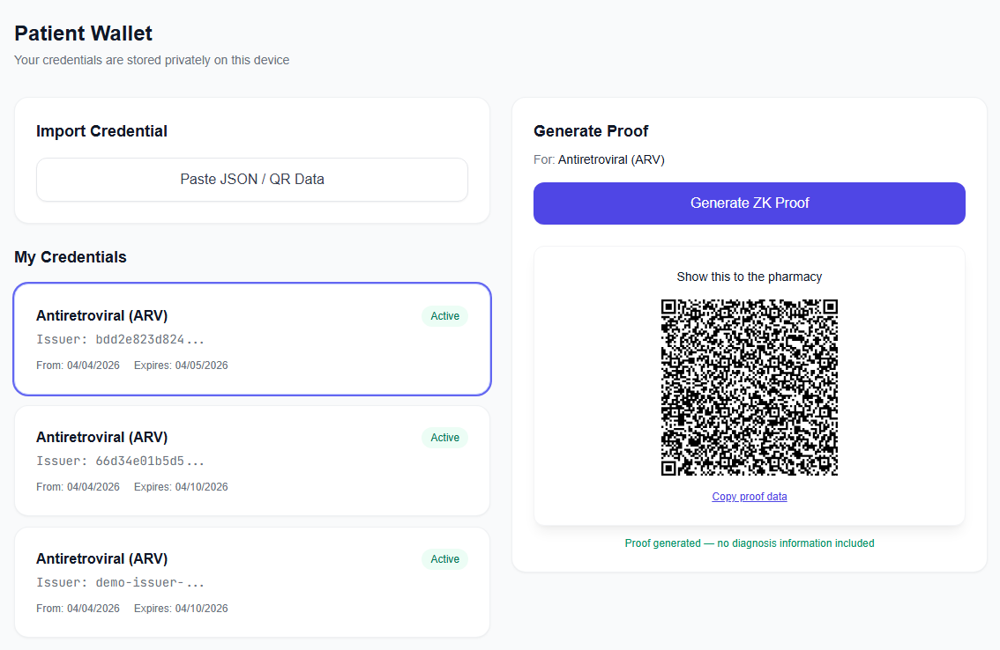 Patient Wallet
Your credentials are stored privately on this device
Import Credential
Paste JSON / QR Data
My Credentials
Antiretroviral (ARV)
Active
Issuer: bdd2e823d824...
From: 04/04/2026 Expires: 04/05/2026
Antiretroviral (ARV)
Active
Issuer: 66d34e01b5d5...
From: 04/04/2026 Expires: 04/10/2026
Antiretroviral (ARV)
Active
Issuer: demo-issuer-...
From: 04/04/2026 Expires: 04/10/2026
Generate Proof
For: Antiretroviral (ARV)
Generate ZK Proof
Show this to the pharmacy
Copy proof data
Proof generated — no diagnosis information included